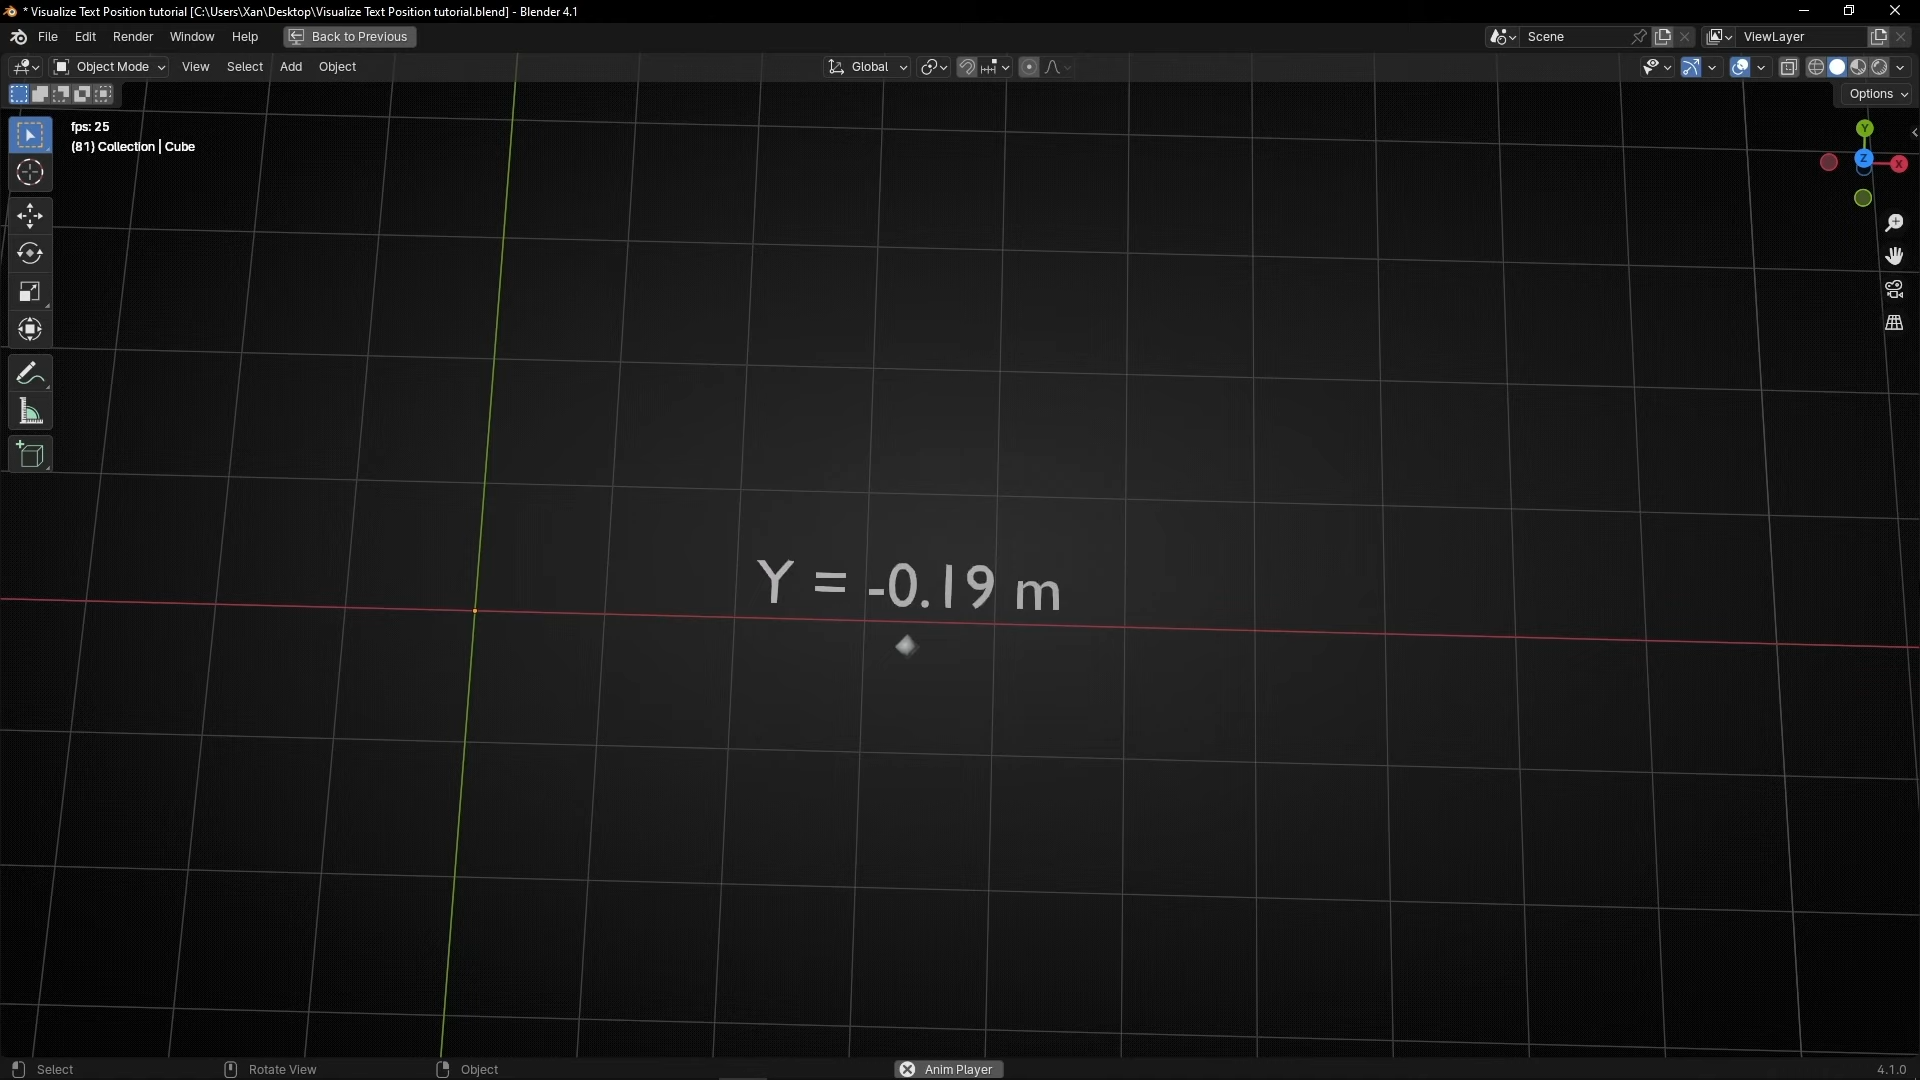 * Visualize Text Position tutorial [C:\Users\Xan\Desktop\Visualize Text Position tutorial.blend] - Blender 4.1
File Edit Render Window Help Back to Previous Scene ViewLayer
Object Mode View Select Add Object Global
Options
fps: 25
(81) Collection | Cube
Y
Z
X
Y = -0.19 m
Select Rotate View Object Anim Player 4.1.0